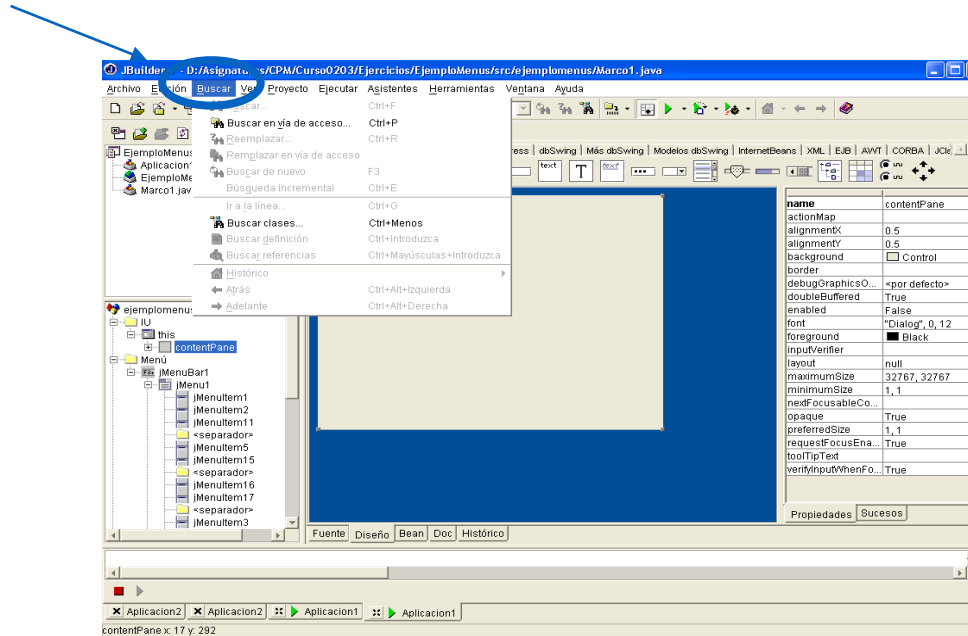 JBuilder - D:/Asignaturas/CPM/Curso0203/Ejercicios/EjemploMenus/src/ejemplomenus/Marco1.java
Archivo Edición Buscar Ver Proyecto Ejecutar Asistentes Herramientas Ventana Ayuda
Buscar... Ctrl+F
Buscar en vía de acceso... Ctrl+P
Reemplazar... Ctrl+R
Remplazar en vía de acceso
Buscar de nuevo F3
Búsqueda incremental Ctrl+E
Ir a la línea... Ctrl+G
Buscar clases... Ctrl+Menos
Buscar definición Ctrl+Introduzca
Buscar referencias Ctrl+Mayúsculas+Introduzca
Histórico
Atrás Ctrl+Alt+Izquierda
Adelante Ctrl+Alt+Derecha
EjemploMenus
Aplicacion1
EjemploMe
Marco1.jav
ress dbSwing Más dbSwing Modelos dbSwing InternetBeans XML EJB AWT CORBA JCle
text T text
ejemplomenu
IU
this
contentPane
Menú
jMenuBar1
jMenu1
jMenuItem1
jMenuItem2
jMenuItem11
<separador>
jMenuItem5
jMenuItem15
<separador>
jMenuItem16
jMenuItem17
<separador>
jMenuItem3
name contentPane
actionMap
alignmentX 0.5
alignmentY 0.5
background Control
border
debugGraphicsO... <por defecto>
doubleBuffered True
enabled False
font "Dialog", 0, 12
foreground Black
inputVerifier
layout null
maximumSize 32767, 32767
minimumSize 1, 1
nextFocusableCo...
opaque True
preferredSize 1, 1
requestFocusEna... True
toolTipText
verifyInputWhenFo... True
Propiedades Sucesos
Fuente Diseño Bean Doc Histórico
Aplicacion2 Aplicacion2 Aplicacion1 Aplicacion1
contentPane x: 17 y: 292